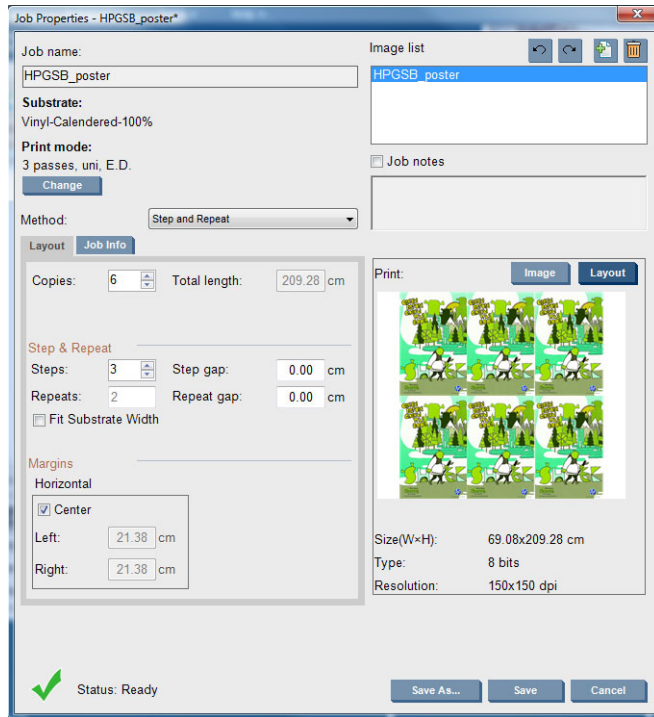 Job Properties - HPGSB_poster*
Job name:
HPGSB_poster
Substrate:
Vinyl-Calendered-100%
Print mode:
3 passes, uni, E.D.
Change
Method: Step and Repeat
Image list
HPGSB_poster
Job notes
Layout Job Info
Copies: 6 Total length: 209.28 cm
Step & Repeat
Steps: 3 Step gap: 0.00 cm
Repeats: 2 Repeat gap: 0.00 cm
Fit Substrate Width
Margins
Horizontal
Center
Left: 21.38 cm
Right: 21.38 cm
Print: Image Layout
Size(W×H): 69.08x209.28 cm
Type: 8 bits
Resolution: 150x150 dpi
Status: Ready
Save As... Save Cancel